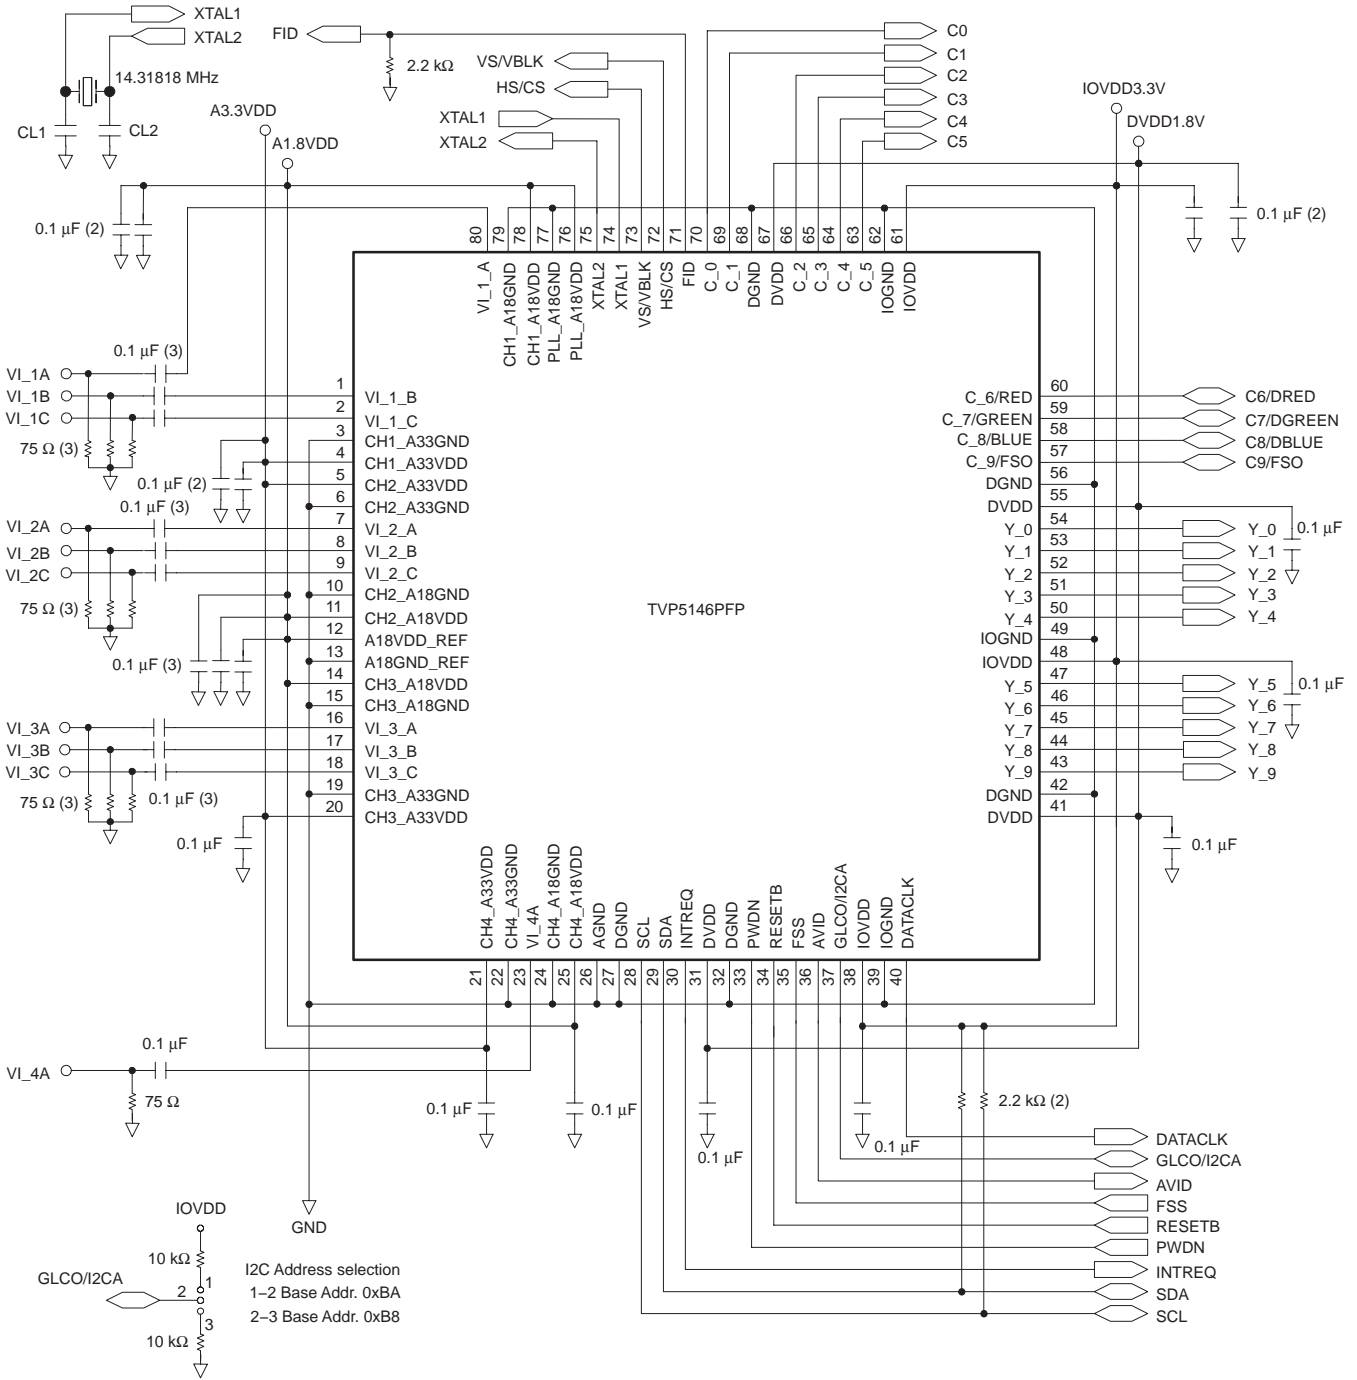 XTAL1
XTAL2
14.31818 MHz
CL1
CL2
FID
2.2 kΩ
VS/VBLK
HS/CS
XTAL1
XTAL2
C0
C1
C2
C3
C4
C5
IOVDD3.3V
DVDD1.8V
A3.3VDD
A1.8VDD
0.1 μF (2)
0.1 μF (2)
80
79
78
77
76
75
74
73
72
71
70
69
68
67
66
65
64
63
62
61
VI_1_A
CH1_A18GND
CH1_A18VDD
PLL_A18GND
PLL_A18VDD
XTAL2
XTAL1
VS/VBLK
HS/CS
FID
C_0
C_1
DGND
DVDD
C_2
C_3
C_4
C_5
IOGND
IOVDD
0.1 μF (3)
VI_1A
VI_1B
VI_1C
75 Ω (3)
0.1 μF (2)
0.1 μF (3)
VI_2A
VI_2B
VI_2C
75 Ω (3)
0.1 μF (3)
VI_3A
VI_3B
VI_3C
75 Ω (3)
0.1 μF (3)
0.1 μF
1 VI_1_B
2 VI_1_C
3 CH1_A33GND
4 CH1_A33VDD
5 CH2_A33VDD
6 CH2_A33GND
7 VI_2_A
8 VI_2_B
9 VI_2_C
10 CH2_A18GND
11 CH2_A18VDD
12 A18VDD_REF
13 A18GND_REF
14 CH3_A18VDD
15 CH3_A18GND
16 VI_3_A
17 VI_3_B
18 VI_3_C
19 CH3_A33GND
20 CH3_A33VDD
TVP5146PFP
C_6/RED 60 C6/DRED
C_7/GREEN 59 C7/DGREEN
C_8/BLUE 58 C8/DBLUE
C_9/FSO 57 C9/FSO
DGND 56
DVDD 55
Y_0 54 Y_0
0.1 μF
Y_1 53 Y_1
Y_2 52 Y_2
Y_3 51 Y_3
Y_4 50 Y_4
IOGND 49
IOVDD 48
Y_5 47 Y_5
0.1 μF
Y_6 46 Y_6
Y_7 45 Y_7
Y_8 44 Y_8
Y_9 43 Y_9
DGND 42
DVDD 41
0.1 μF
CH4_A33VDD
CH4_A33GND
VI_4A
CH4_A18GND
CH4_A18VDD
AGND
DGND
SCL
SDA
INTREQ
DVDD
DGND
PWDN
RESETB
FSS
AVID
GLCO/I2CA
IOVDD
IOGND
DATACLK
21
22
23
24
25
26
27
28
29
30
31
32
33
34
35
36
37
38
39
40
VI_4A
0.1 μF
75 Ω
0.1 μF
0.1 μF
0.1 μF
0.1 μF
2.2 kΩ (2)
DATACLK
GLCO/I2CA
AVID
FSS
RESETB
PWDN
INTREQ
SDA
SCL
GND
IOVDD
10 kΩ
GLCO/I2CA
1
2
3
10 kΩ
I2C Address selection
1–2 Base Addr. 0xBA
2–3 Base Addr. 0xB8